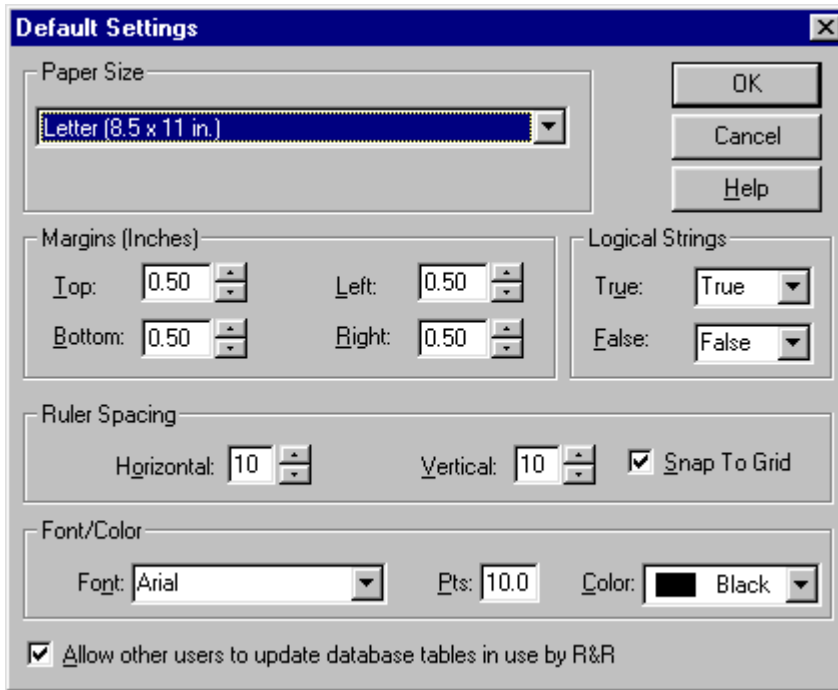 Default Settings
Paper Size
Letter (8.5 x 11 in.)
OK
Cancel
Help
Margins (Inches)
Top: 0.50 Left: 0.50
Bottom: 0.50 Right: 0.50
Logical Strings
True: True
False: False
Ruler Spacing
Horizontal: 10 Vertical: 10 Snap To Grid
Font/Color
Font: Arial Pts: 10.0 Color: Black
Allow other users to update database tables in use by R&R